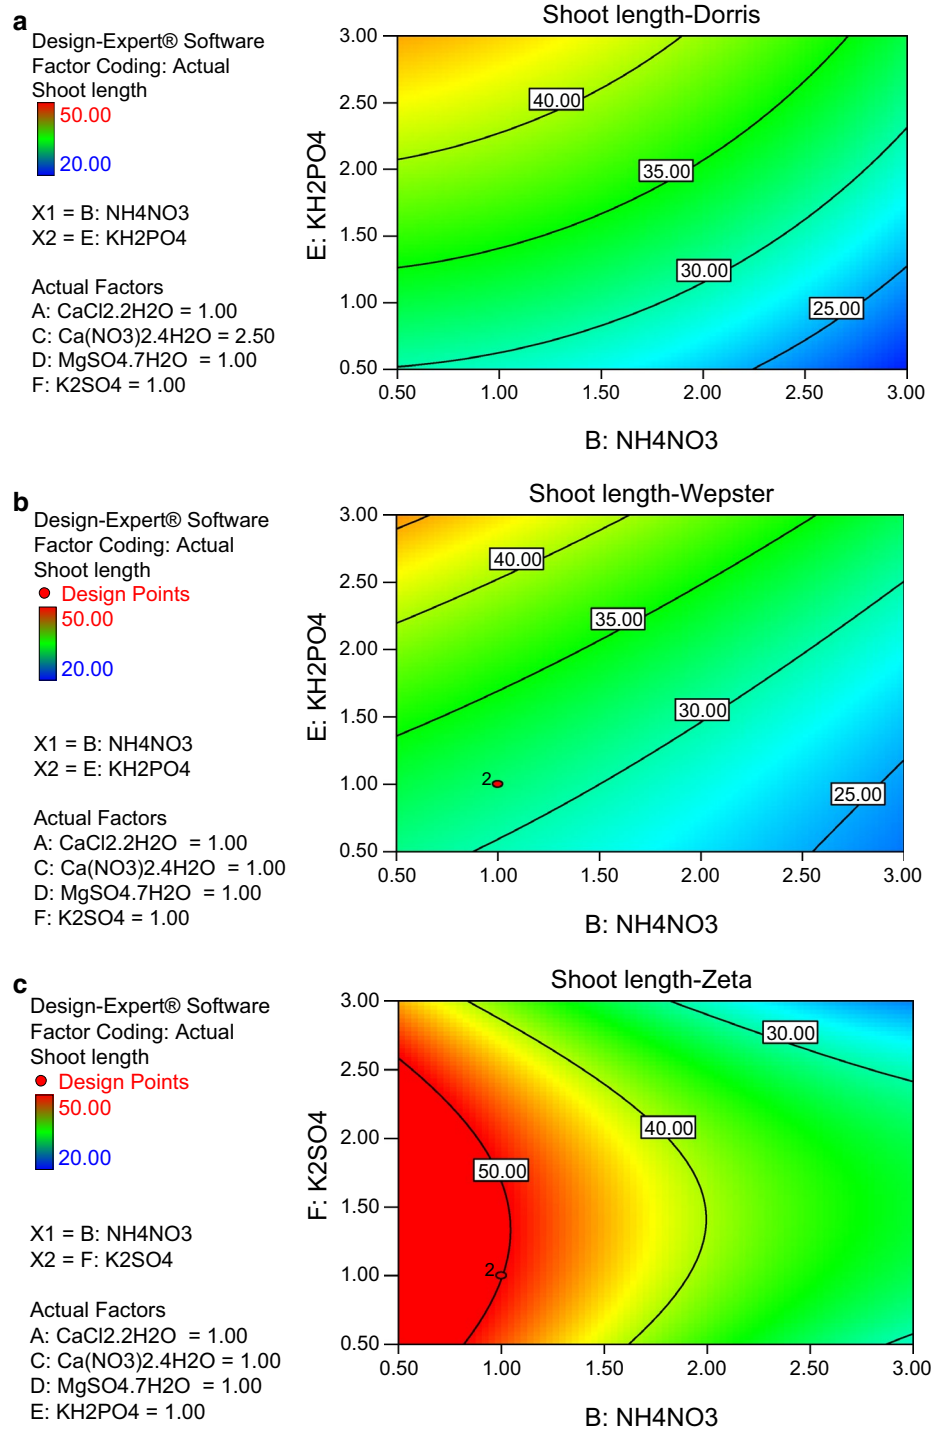 a
Shoot length-Dorris
Design-Expert® Software
Factor Coding: Actual
Shoot length
50.00
20.00
X1 = B: NH4NO3
X2 = E: KH2PO4
Actual Factors
A: CaCl2.2H2O = 1.00
C: Ca(NO3)2.4H2O = 2.50
D: MgSO4.7H2O = 1.00
F: K2SO4 = 1.00
E: KH2PO4
3.00
2.50
2.00
1.50
1.00
0.50
40.00
35.00
30.00
25.00
0.50 1.00 1.50 2.00 2.50 3.00
B: NH4NO3
b
Shoot length-Wepster
Design-Expert® Software
Factor Coding: Actual
Shoot length
Design Points
50.00
20.00
X1 = B: NH4NO3
X2 = E: KH2PO4
Actual Factors
A: CaCl2.2H2O = 1.00
C: Ca(NO3)2.4H2O = 1.00
D: MgSO4.7H2O = 1.00
F: K2SO4 = 1.00
E: KH2PO4
3.00
2.50
2.00
1.50
1.00
0.50
40.00
35.00
30.00
2
25.00
0.50 1.00 1.50 2.00 2.50 3.00
B: NH4NO3
c
Shoot length-Zeta
Design-Expert® Software
Factor Coding: Actual
Shoot length
Design Points
50.00
20.00
X1 = B: NH4NO3
X2 = F: K2SO4
Actual Factors
A: CaCl2.2H2O = 1.00
C: Ca(NO3)2.4H2O = 1.00
D: MgSO4.7H2O = 1.00
E: KH2PO4 = 1.00
F: K2SO4
3.00
2.50
2.00
1.50
1.00
0.50
30.00
40.00
50.00
2
0.50 1.00 1.50 2.00 2.50 3.00
B: NH4NO3